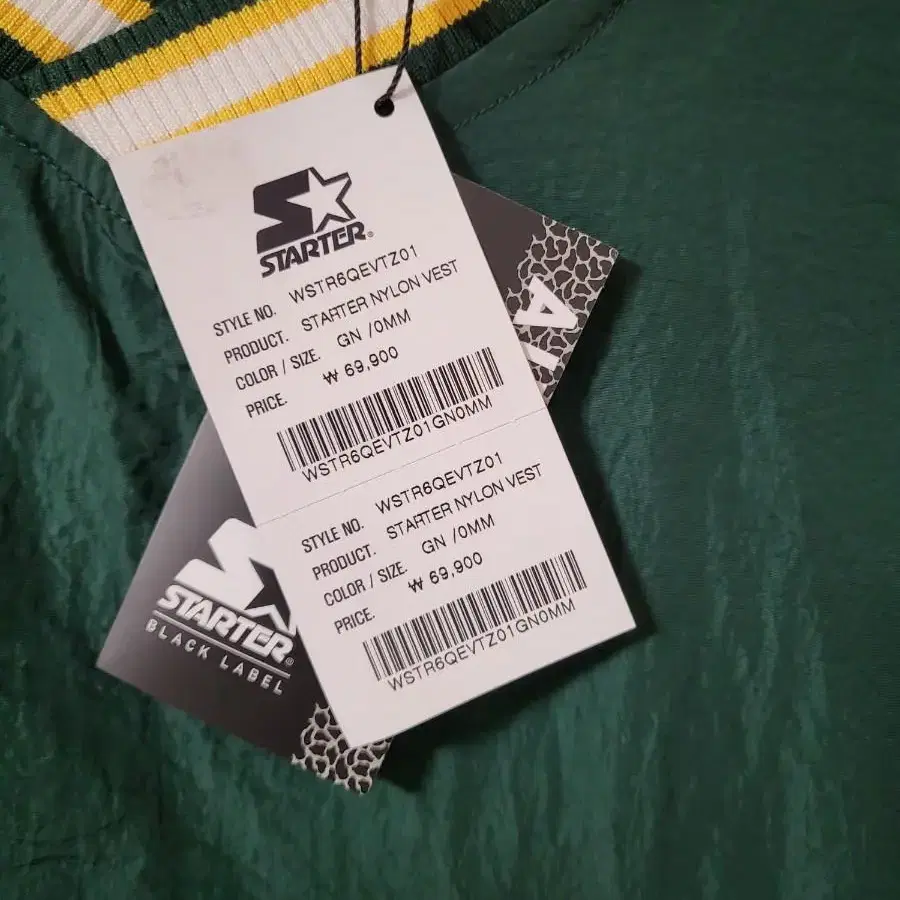 STARTER®
STYLE NO. WSTR6QEVTZ01
PRODUCT. STARTER NYLON VEST
COLOR / SIZE. GN /0MM
PRICE. ₩ 69,900
WSTR6QEVTZ01GN0MM
STYLE NO. WSTR6QEVTZ01
PRODUCT. STARTER NYLON VEST
COLOR / SIZE. GN /0MM
PRICE. ₩ 69,900
WSTR6QEVTZ01GN0MM
STARTER®
BLACK LABEL